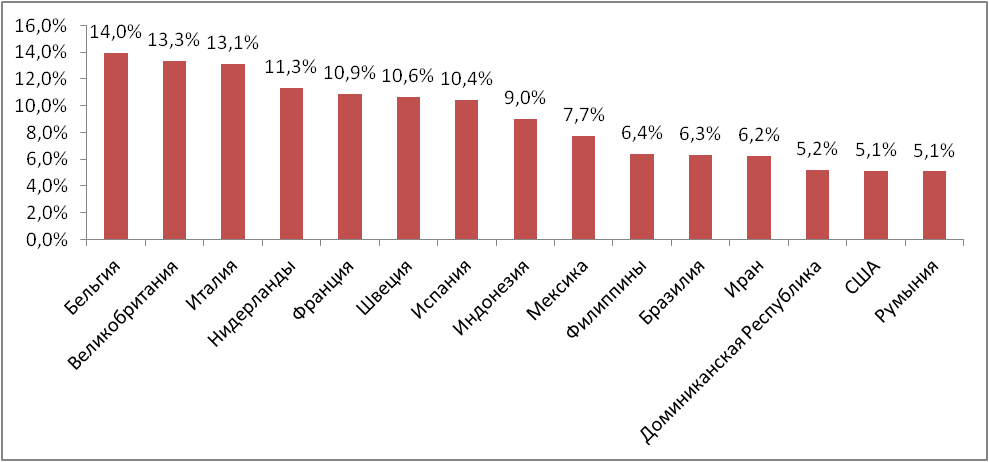 16,0%
14,0%
12,0%
10,0%
8,0%
6,0%
4,0%
2,0%
0,0%
14,0%
13,3%
13,1%
11,3%
10,9%
10,6%
10,4%
9,0%
7,7%
6,4%
6,3%
6,2%
5,2%
5,1%
5,1%
Бельгия
Великобритания
Италия
Нидерланды
Франция
Швеция
Испания
Индонезия
Мексика
Филиппины
Бразилия
Иран
Доминиканская Республика
США
Румыния